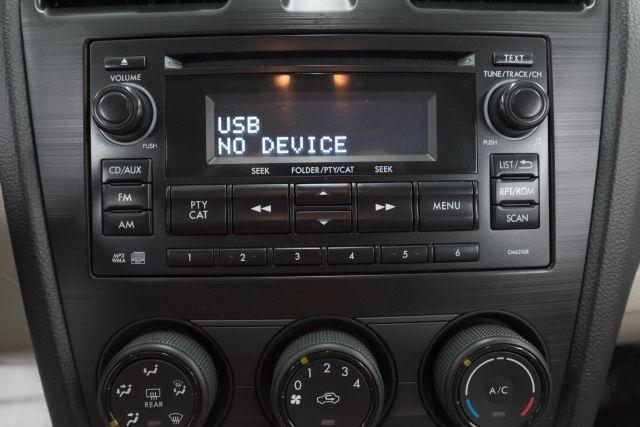 TEXT
VOLUME
TUNE/TRACK/CH
USB
NO DEVICE
PUSH
PUSH
SEEK
FOLDER/PTY/CAT
SEEK
CD/AUX
FM
AM
PTY
CAT
MENU
LIST/
RPT/RDM
SCAN
MP3
WMA
1
2
3
4
5
6
REAR
0
1
2
3
4
A/C